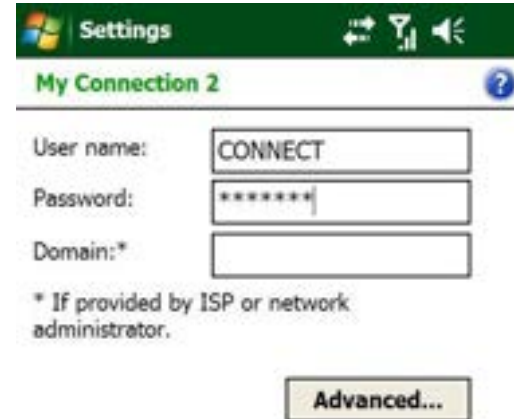 Settings
My Connection 2
User name: CONNECT
Password: *******
Domain:*
* If provided by ISP or network
administrator.
Advanced...